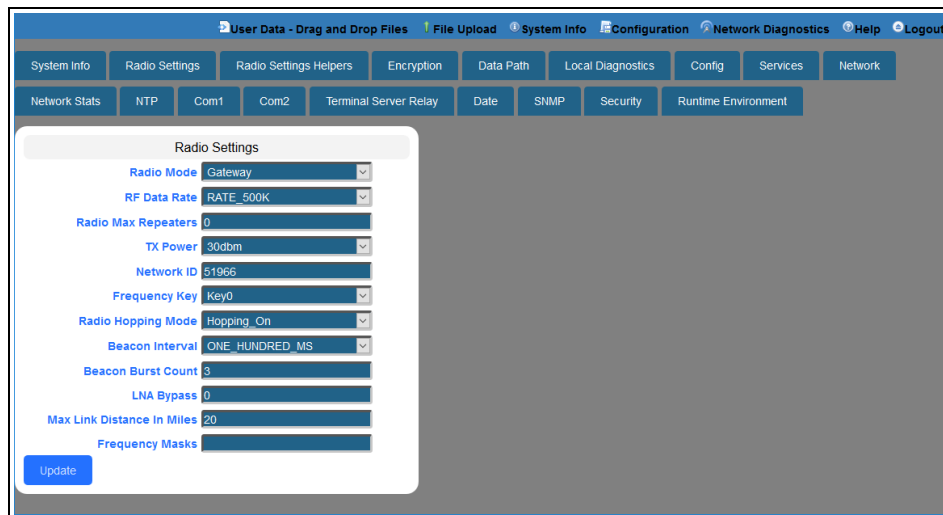 User Data - Drag and Drop Files File Upload System Info Configuration Network Diagnostics Help Logout
System Info Radio Settings Radio Settings Helpers Encryption Data Path Local Diagnostics Config Services Network
Network Stats NTP Com1 Com2 Terminal Server Relay Date SNMP Security Runtime Environment
Radio Settings
Radio Mode Gateway
RF Data Rate RATE_500K
Radio Max Repeaters 0
TX Power 30dbm
Network ID 51966
Frequency Key Key0
Radio Hopping Mode Hopping_On
Beacon Interval ONE_HUNDRED_MS
Beacon Burst Count 3
LNA Bypass 0
Max Link Distance In Miles 20
Frequency Masks
Update